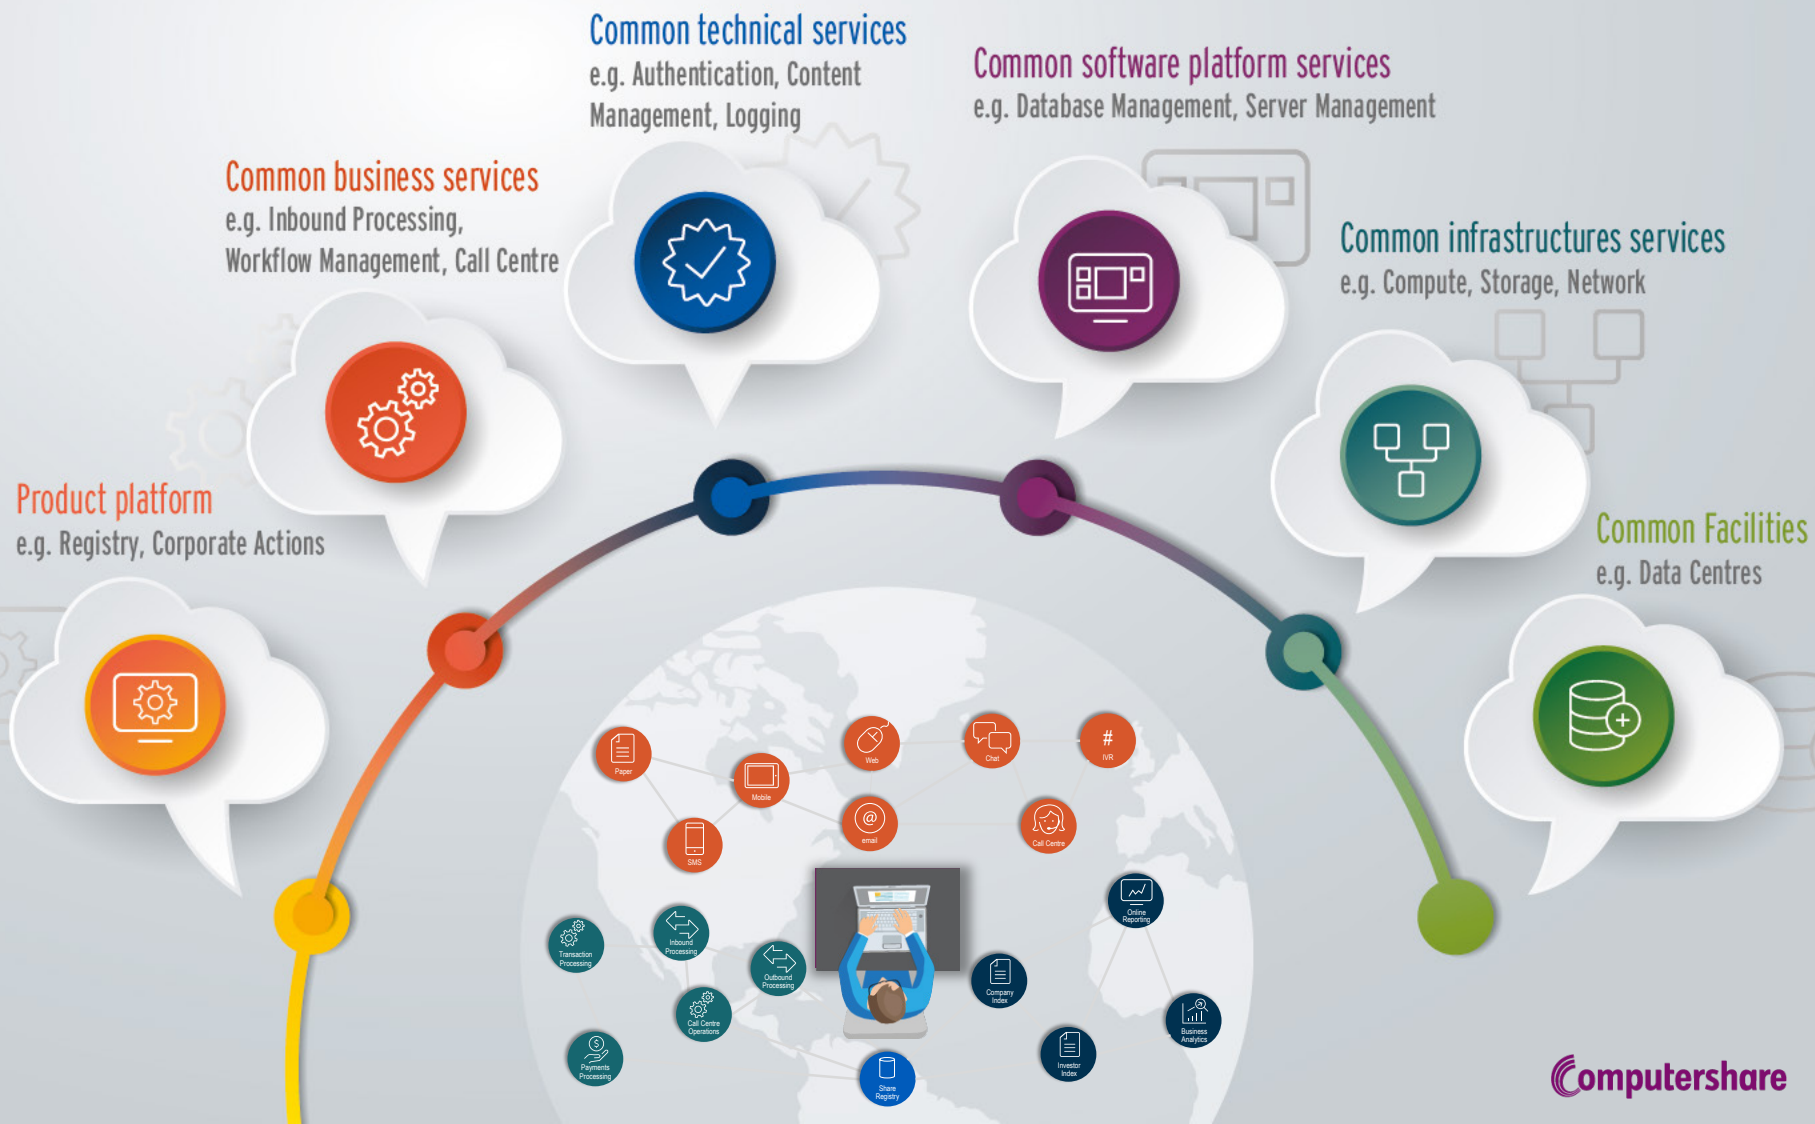 Common technical services
e.g. Authentication, Content
Management, Logging
Common software platform services
e.g. Database Management, Server Management
Common business services
e.g. Inbound Processing,
Workflow Management, Call Centre
Common infrastructures services
e.g. Compute, Storage, Network
Product platform
e.g. Registry, Corporate Actions
Common Facilities
e.g. Data Centres
Paper
Mobile
Web
Chat
#
IVR
SMS
@
email
Call Centre
Online
Reporting
Transaction
Processing
Inbound
Processing
Outbound
Processing
Company
Index
Call Centre
Operations
Business
Analytics
$
Payments
Processing
Investor
Index
Share
Registry
Computershare